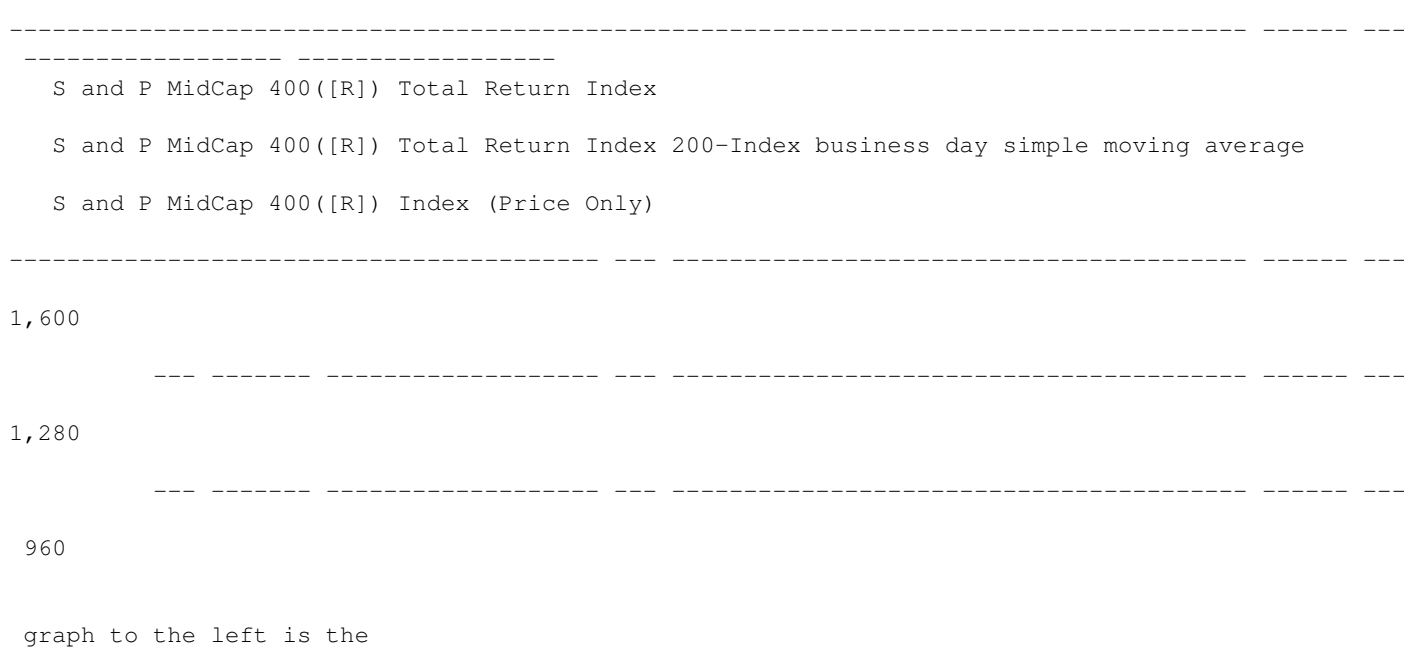 -------------------------------------------------------------------------------------- ------ ---
------------------ ------------------
S and P MidCap 400([R]) Total Return Index
S and P MidCap 400([R]) Total Return Index 200-Index business day simple moving average
S and P MidCap 400([R]) Index (Price Only)
----------------------------------------- --- ---------------------------------------- ------ ---
1,600
--- ------- ------------------- --- ---------------------------------------- ------ ---
1,280
--- ------- ------------------- --- ---------------------------------------- ------ ---
960
graph to the left is the